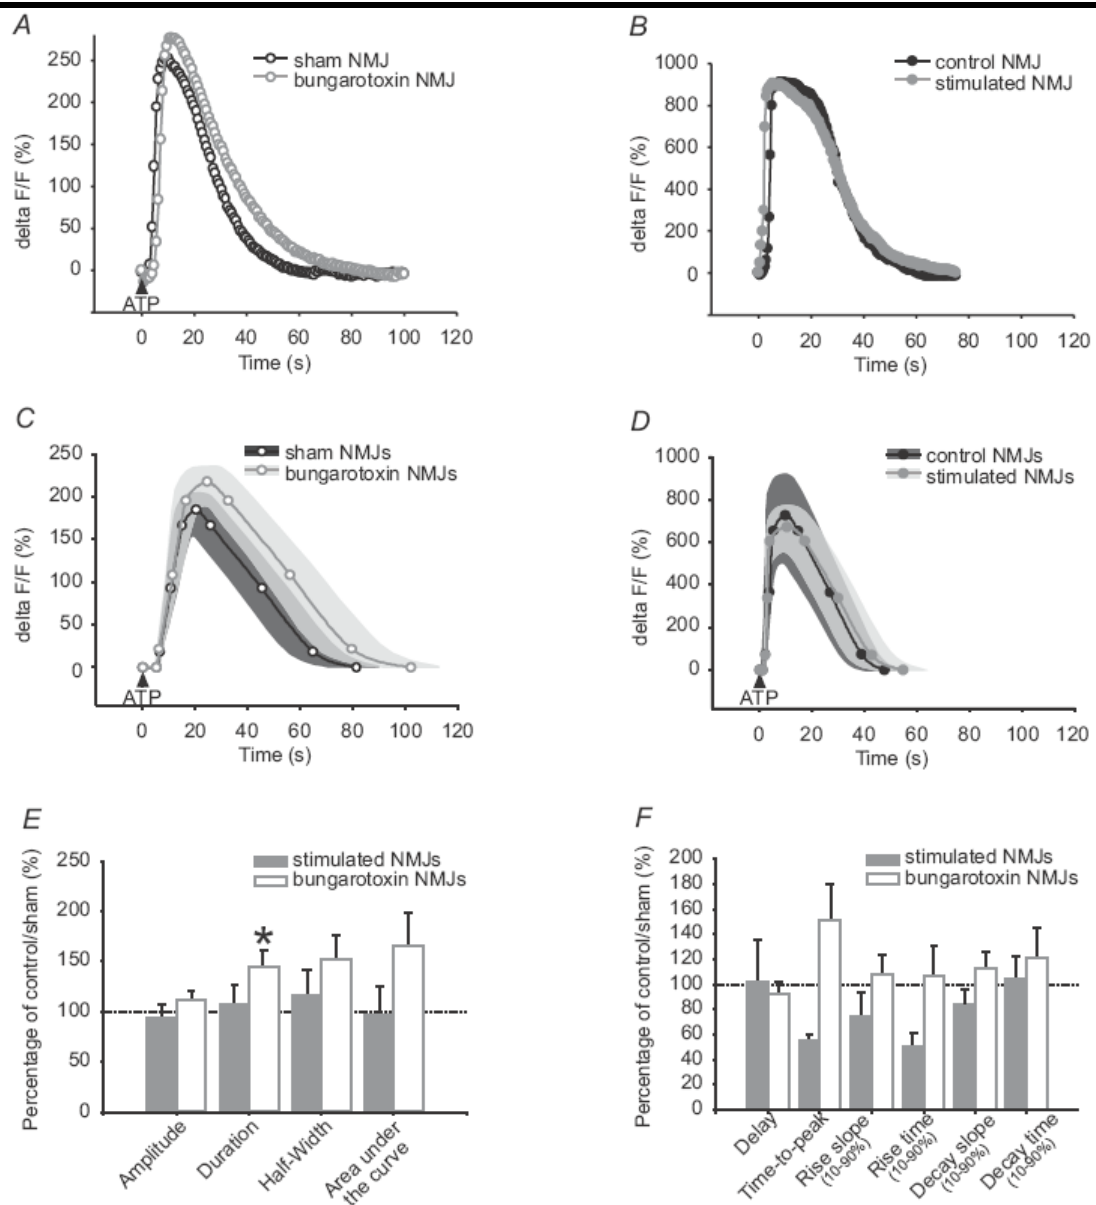 A
sham NMJ
bungarotoxin NMJ
delta F/F (%)
250
200
150
100
50
0
ATP
0 20 40 60 80 100 120
Time (s)
B
control NMJ
stimulated NMJ
delta F/F (%)
1000
800
600
400
200
0
0 20 40 60 80 100 120
Time (s)
C
sham NMJs
bungarotoxin NMJs
delta F/F (%)
250
200
150
100
50
0
ATP
0 20 40 60 80 100 120
Time (s)
D
control NMJs
stimulated NMJs
delta F/F (%)
1000
800
600
400
200
0
ATP
0 20 40 60 80 100 120
Time (s)
E
stimulated NMJs
bungarotoxin NMJs
Percentage of control/sham (%)
250
200
150
100
50
0
*
Amplitude
Duration
Half-Width
Area under
the curve
F
stimulated NMJs
bungarotoxin NMJs
Percentage of control/sham (%)
200
180
160
140
120
100
80
60
40
20
0
Delay
Time-to-peak
Rise slope
(10-90%)
Rise time
(10-90%)
Decay slope
(10-90%)
Decay time
(10-90%)